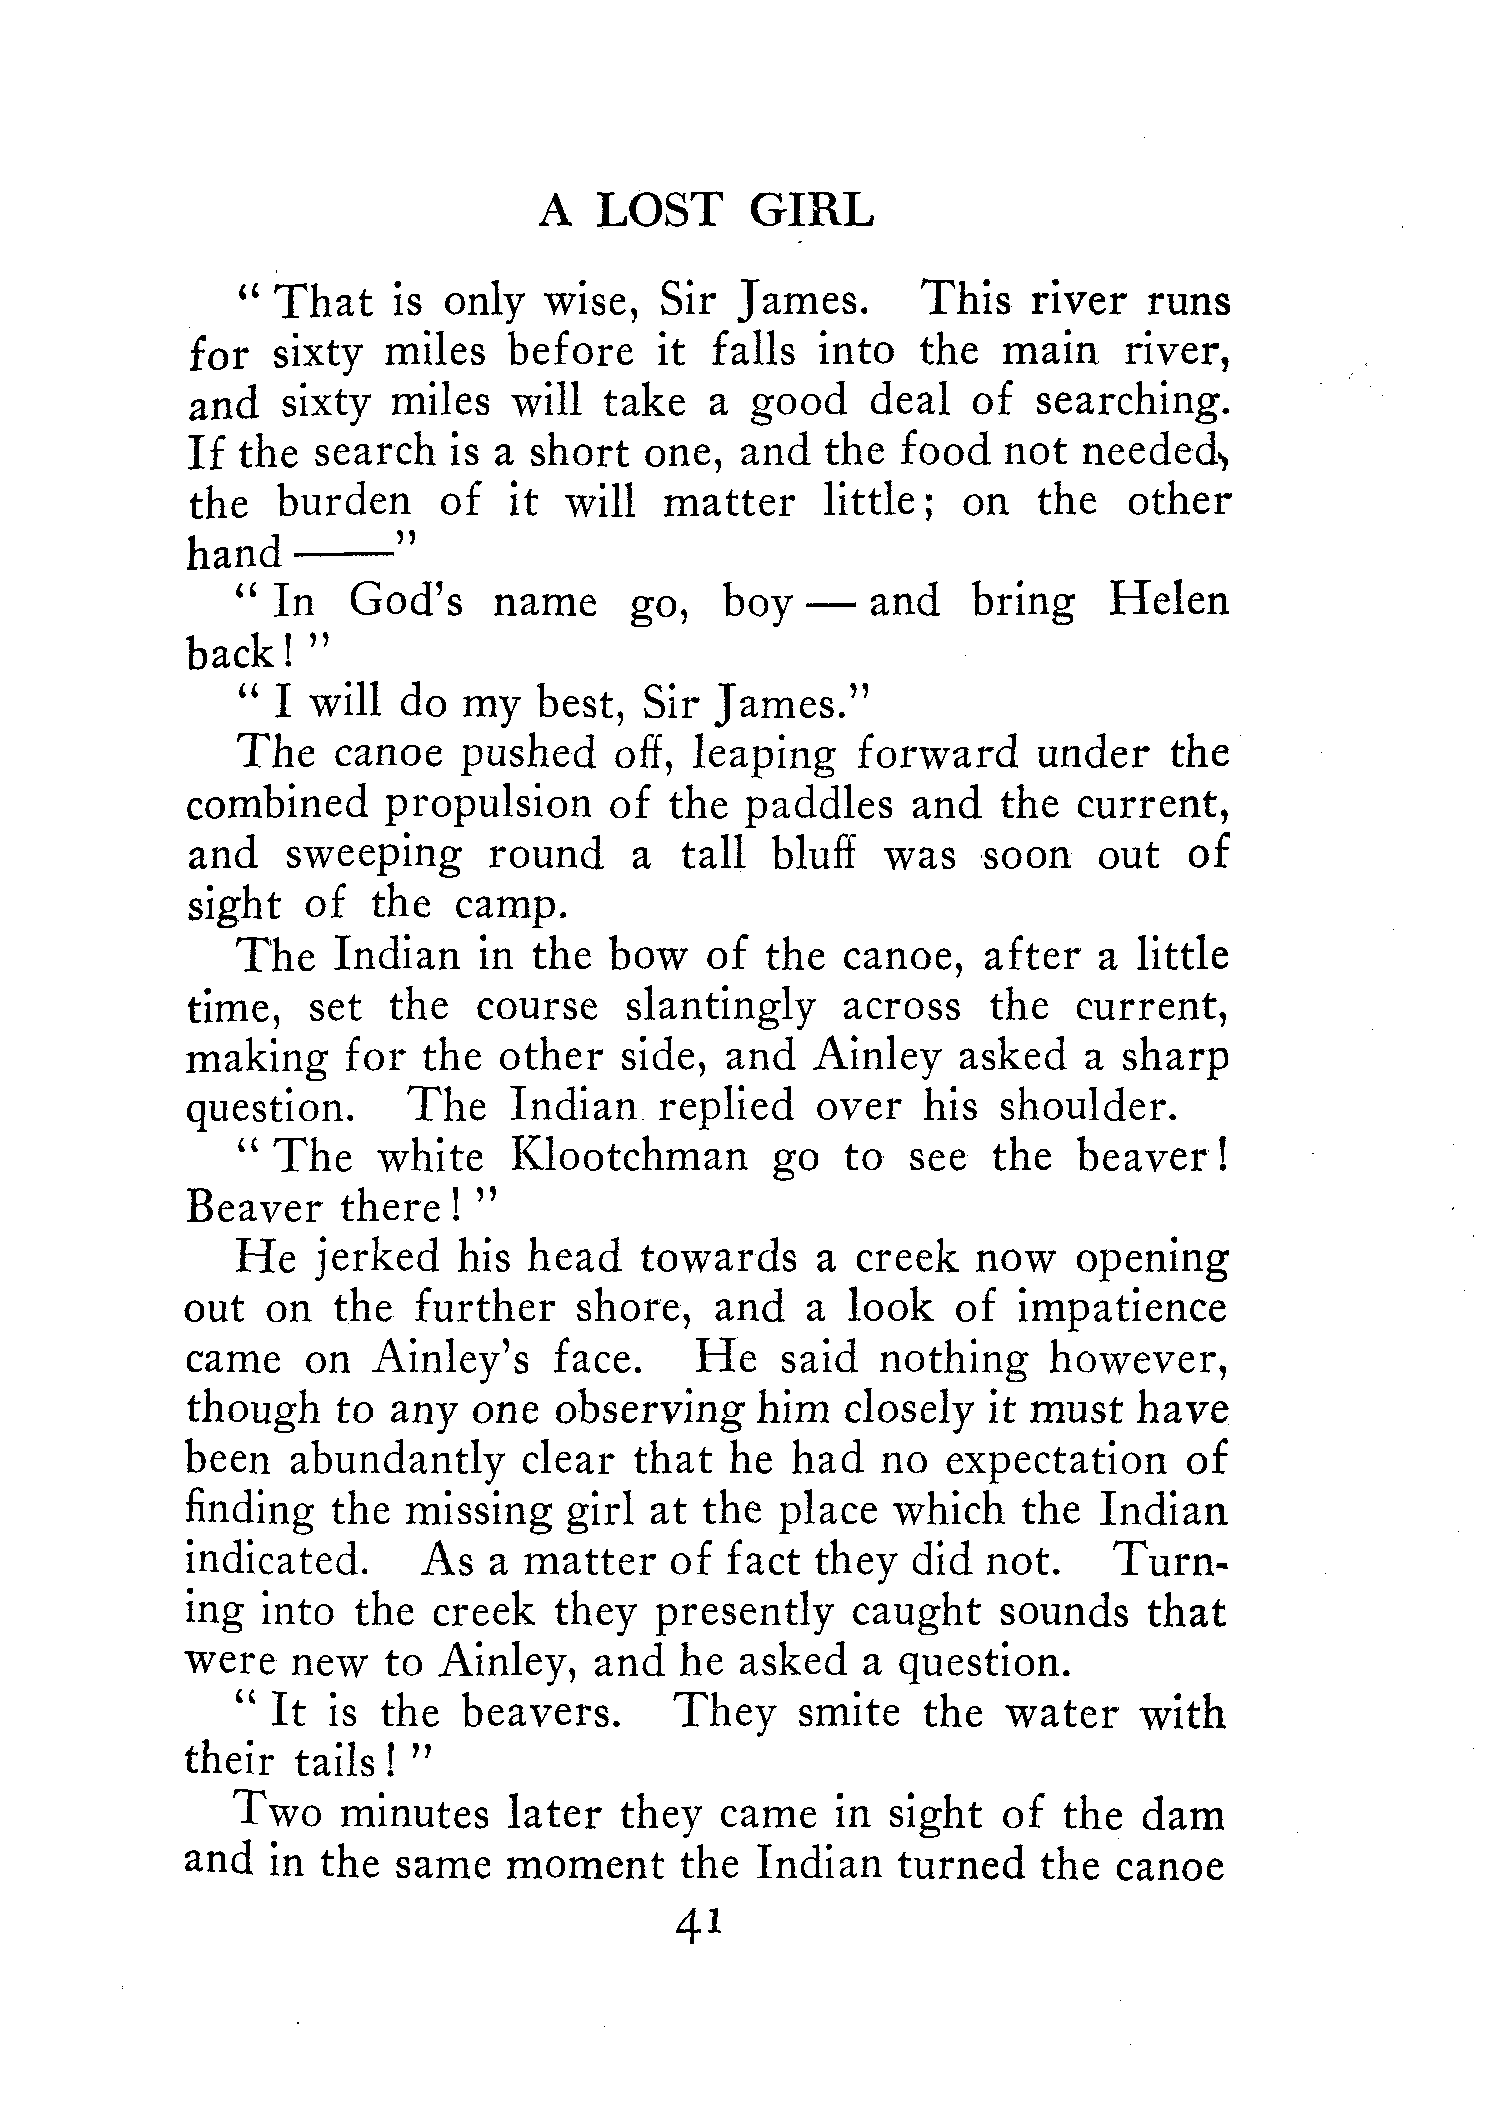 A LOST GIRL
" That is only wise, Sir James. This river runs
for sixty miles before it falls into the main river,
and sixty miles will take a good deal of searching.
If the search is a short one, and the food not needed,
the burden of it will matter little; on the other
hand ——"
" In God's name go, boy — and bring Helen
back! "
" I will do my best, Sir James."
The canoe pushed off, leaping forward under the
combined propulsion of the paddles and the current,
and sweeping round a tall bluff was soon out of
sight of the camp.
The Indian in the bow of the canoe, after a little
time, set the course slantingly across the current,
making for the other side, and Ainley asked a sharp
question. The Indian replied over his shoulder.
" The white Klootchman go to see the beaver!
Beaver there! "
He jerked his head towards a creek now opening
out on the further shore, and a look of impatience
came on Ainley's face. He said nothing however,
though to any one observing him closely it must have
been abundantly clear that he had no expectation of
finding the missing girl at the place which the Indian
indicated. As a matter of fact they did not. Turn-
ing into the creek they presently caught sounds that
were new to Ainley, and he asked a question.
" It is the beavers. They smite the water with
their tails! "
Two minutes later they came in sight of the dam
and in the same moment the Indian turned the canoe
41